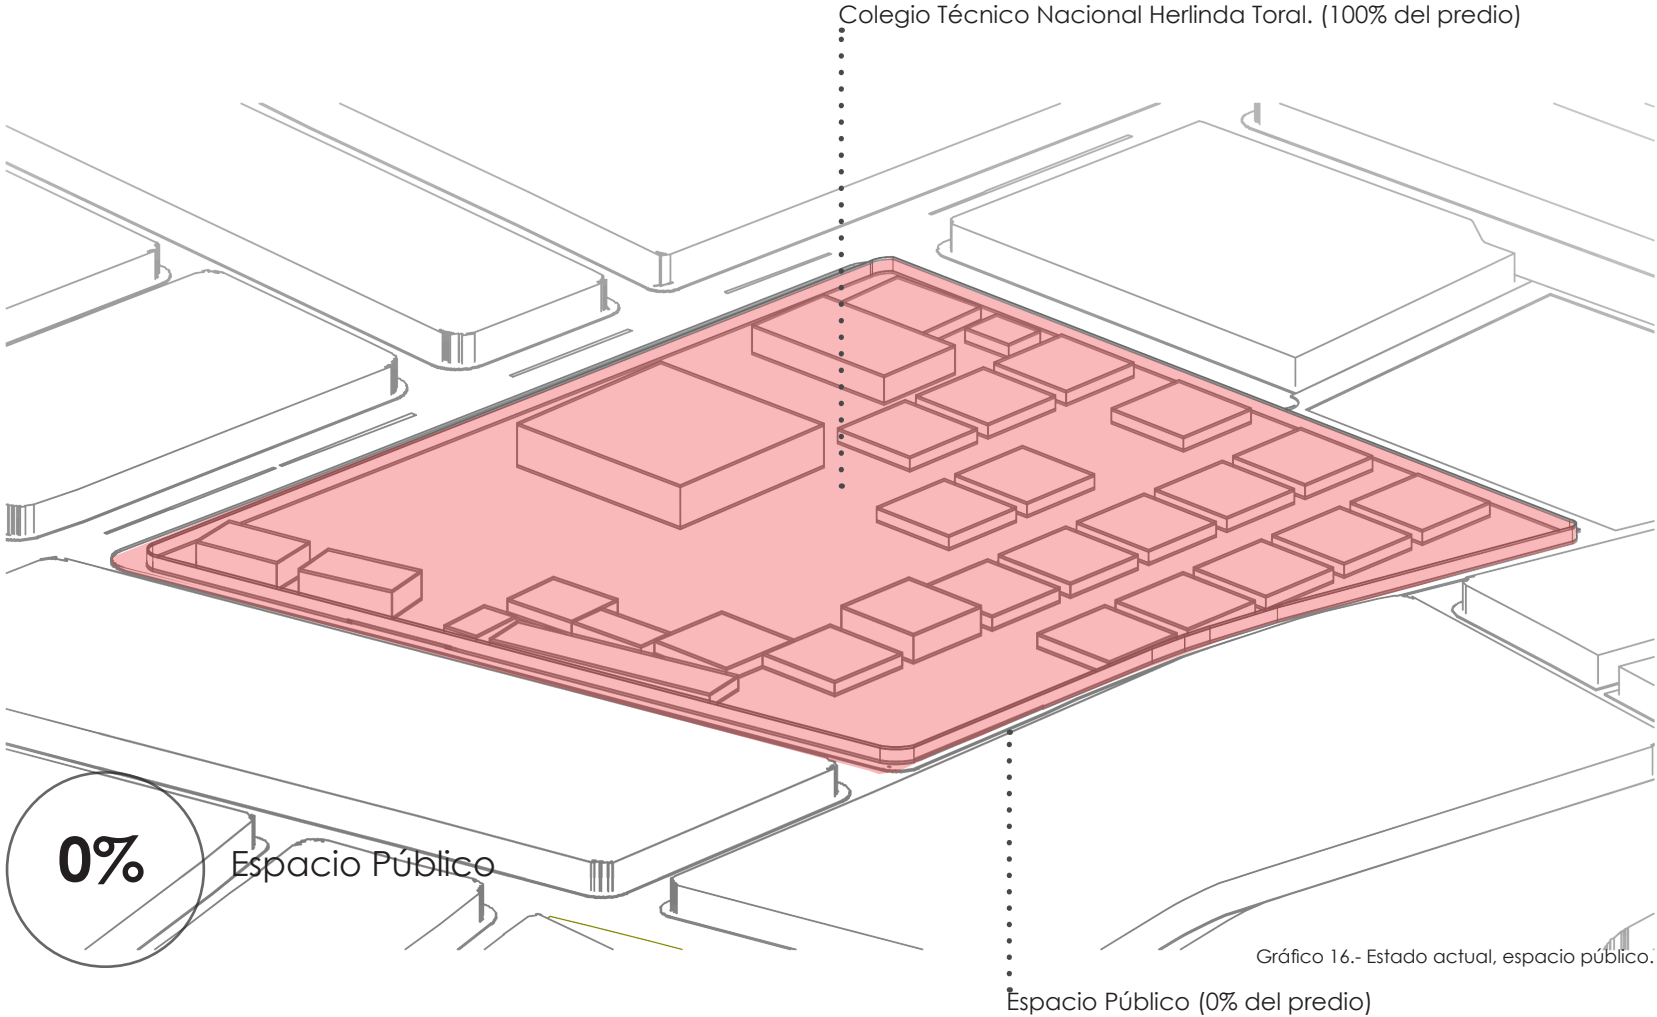 Colegio Técnico Nacional Herlinda Toral. (100% del predio)
0%
Espacio Público
Gráfico 16.- Estado actual, espacio público.
Espacio Público (0% del predio)